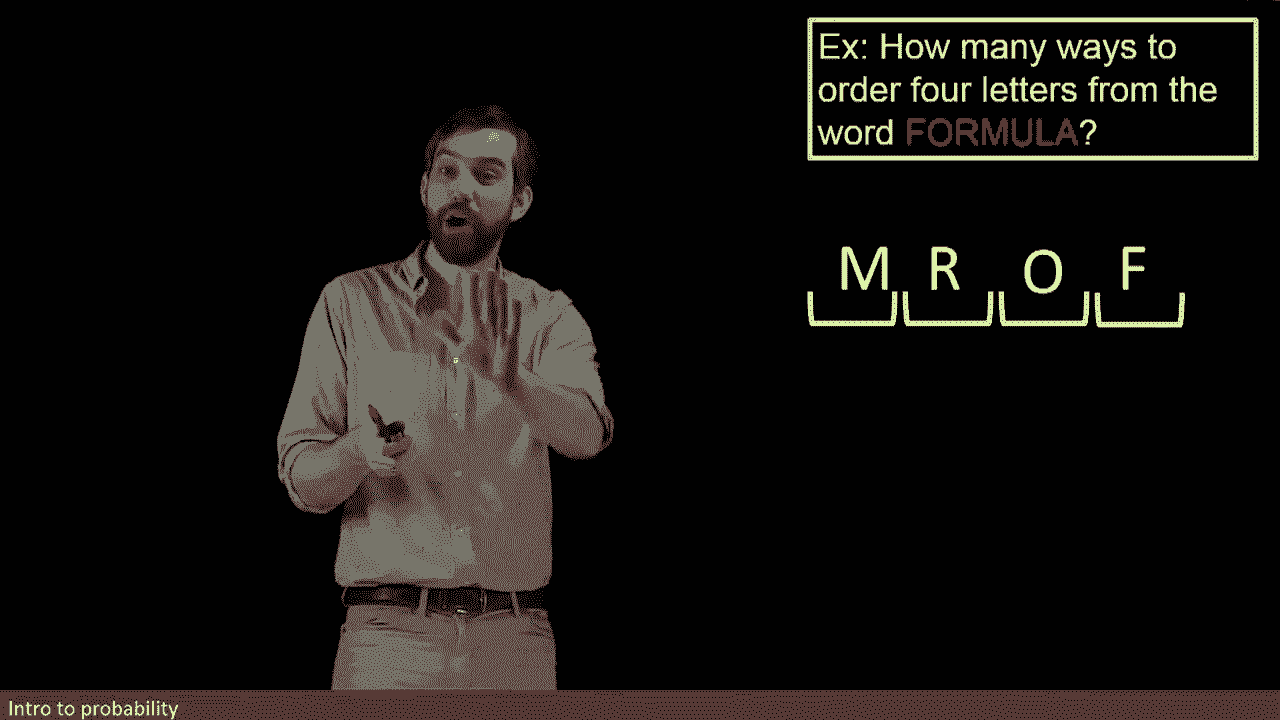 Ex: How many ways to
order four letters from the
word FORMULA?
M R O F
Intro to probability